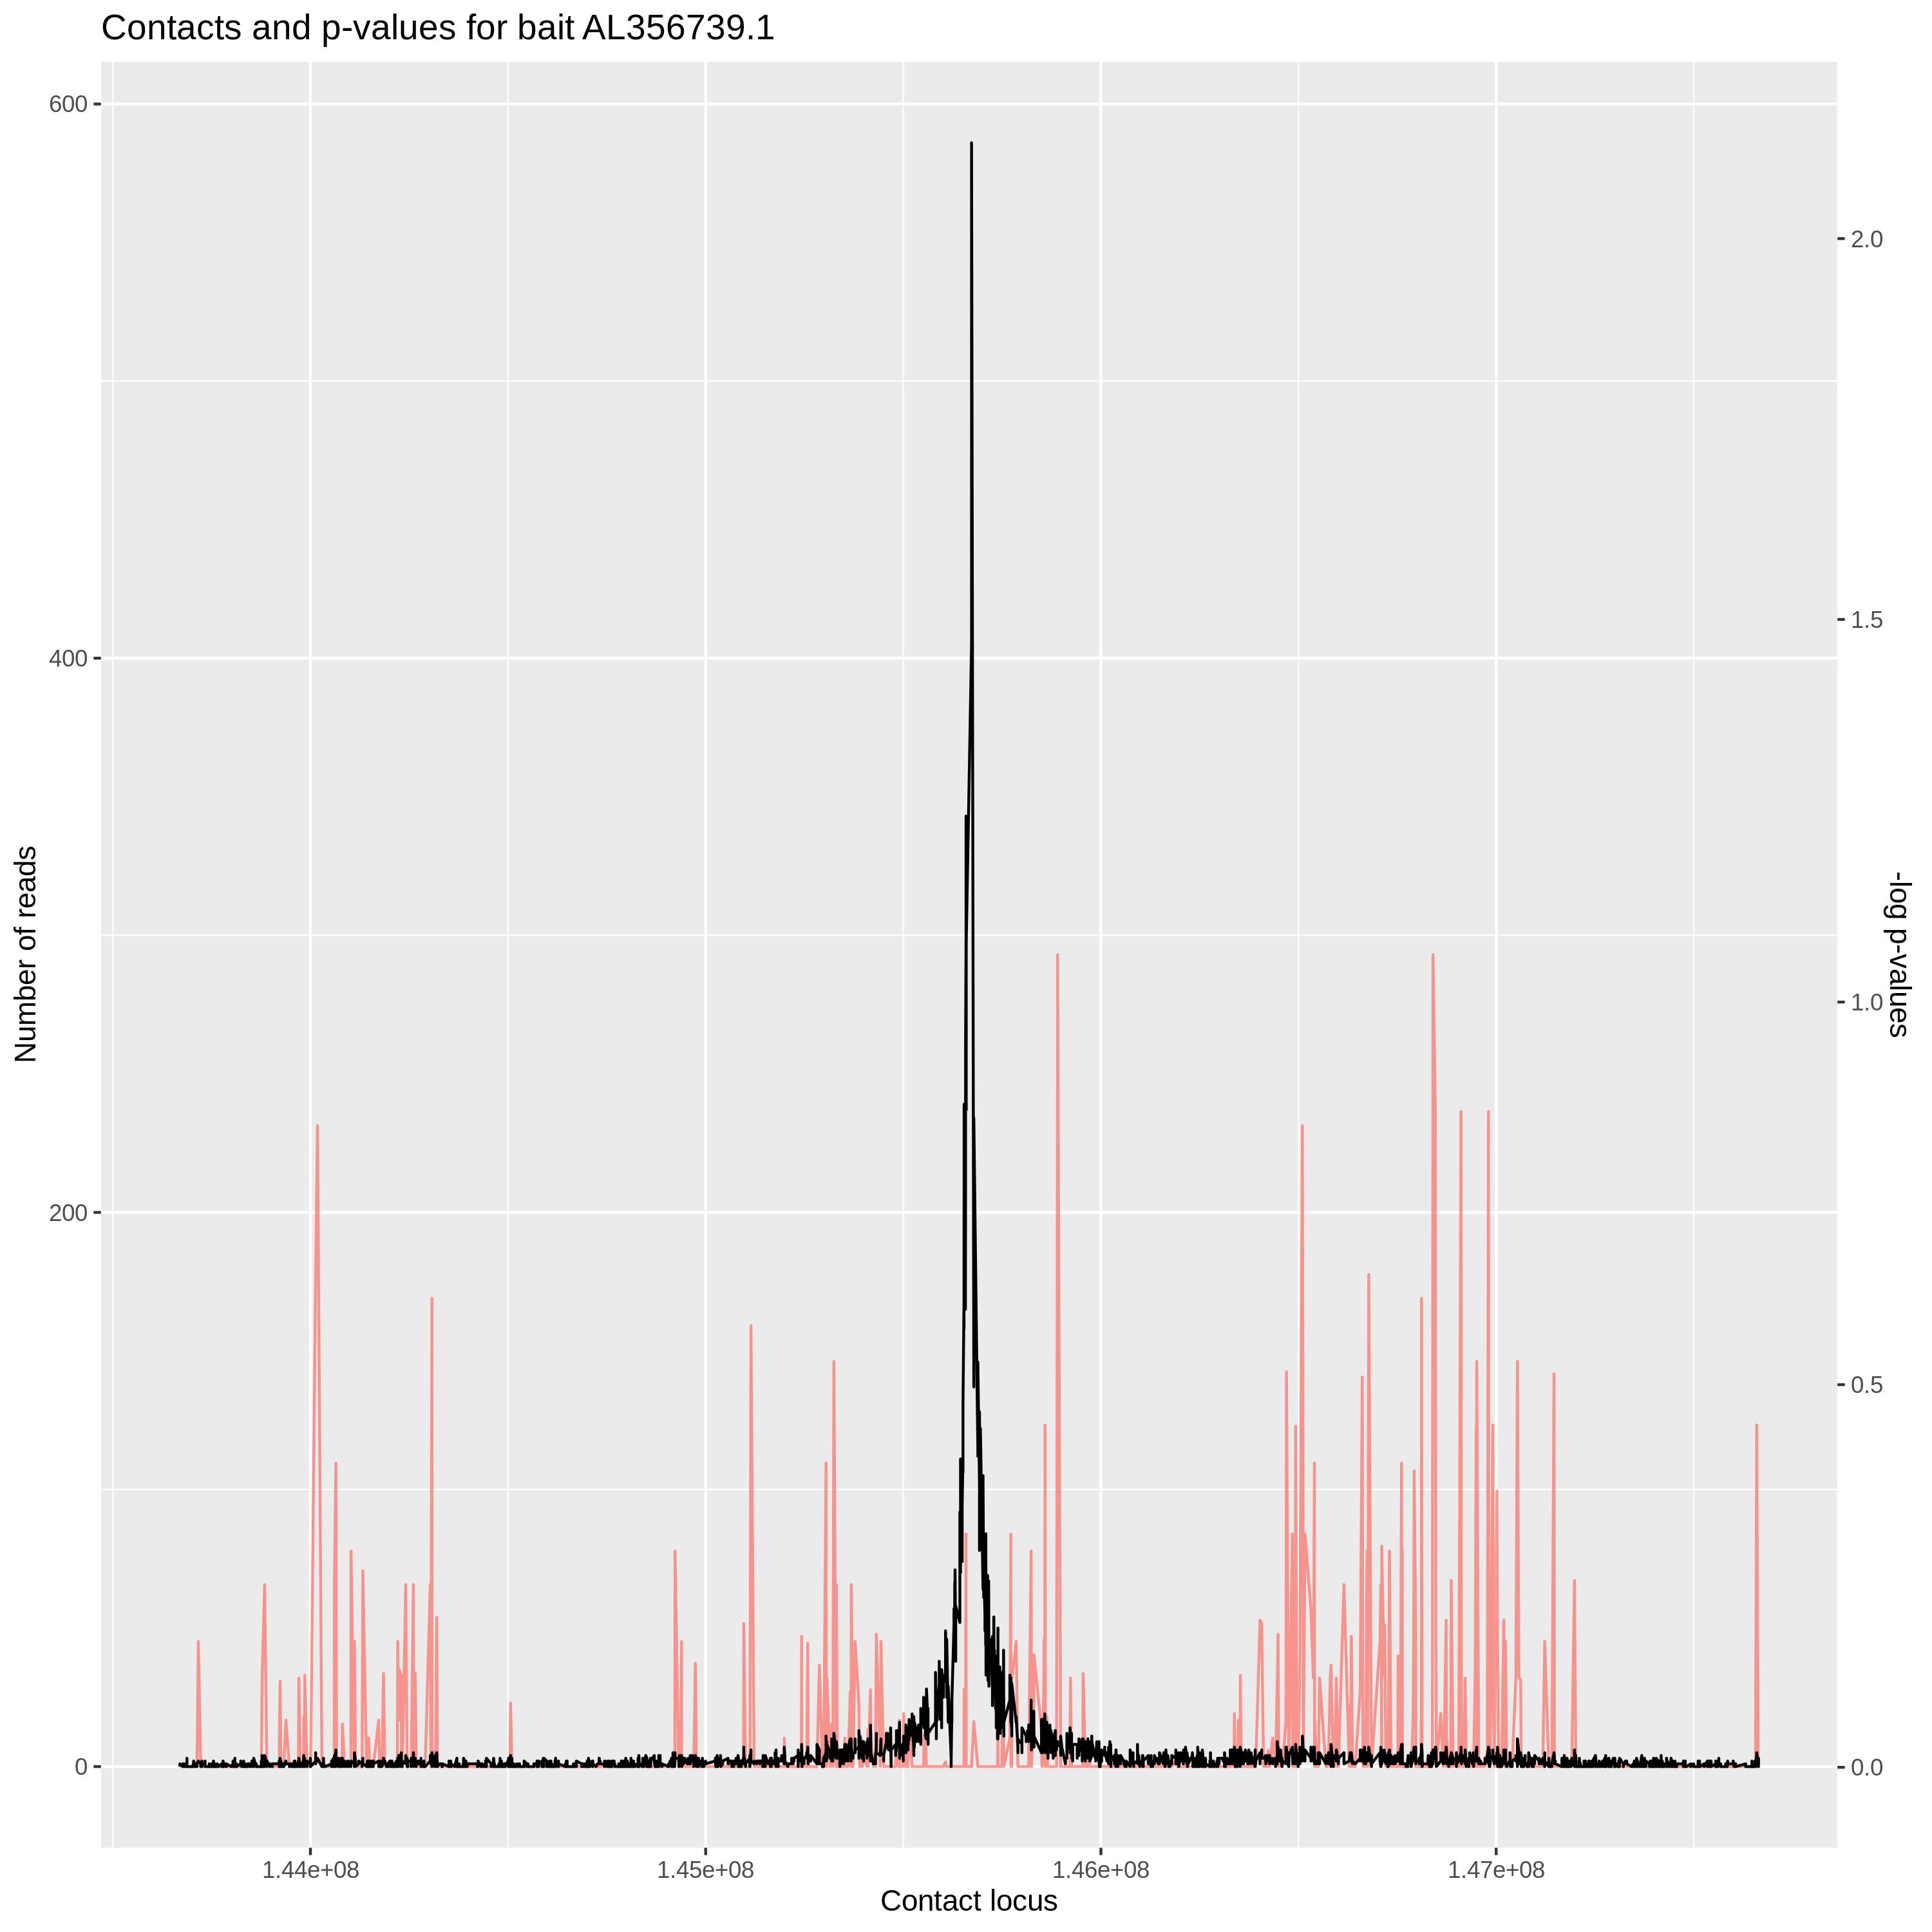 Contacts and p-values for bait AL356739.1
600
400
200
0
Number of reads
2.0
1.5
1.0
0.5
0.0
-log p-values
1.44e+08
1.45e+08
1.46e+08
1.47e+08
Contact locus